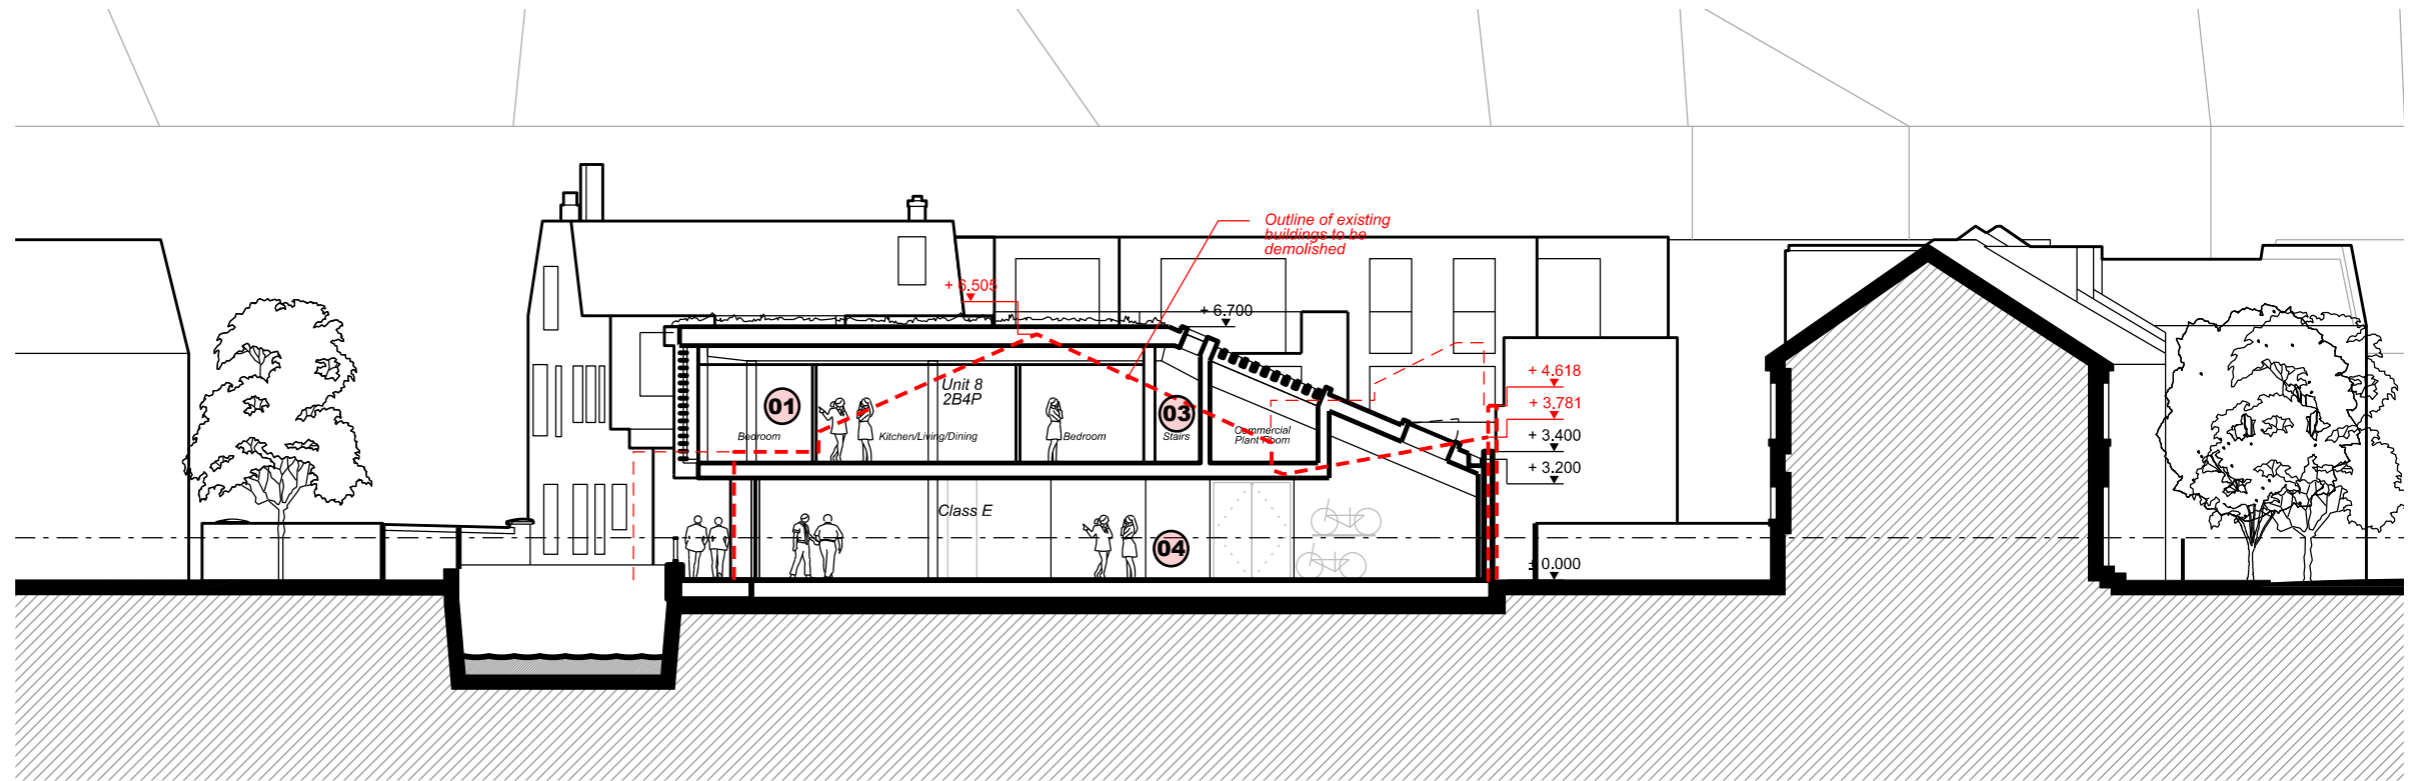 Outline of existing
buildings to be
demolished
+ 6.505
+ 6.700
+ 4.618
+ 3.781
+ 3.400
+ 3.200
± 0.000
Unit 8
2B4P
01
03
Bedroom
Kitchen/Living/Dining
Bedroom
Stairs
Commercial
Plant Room
Class E
04